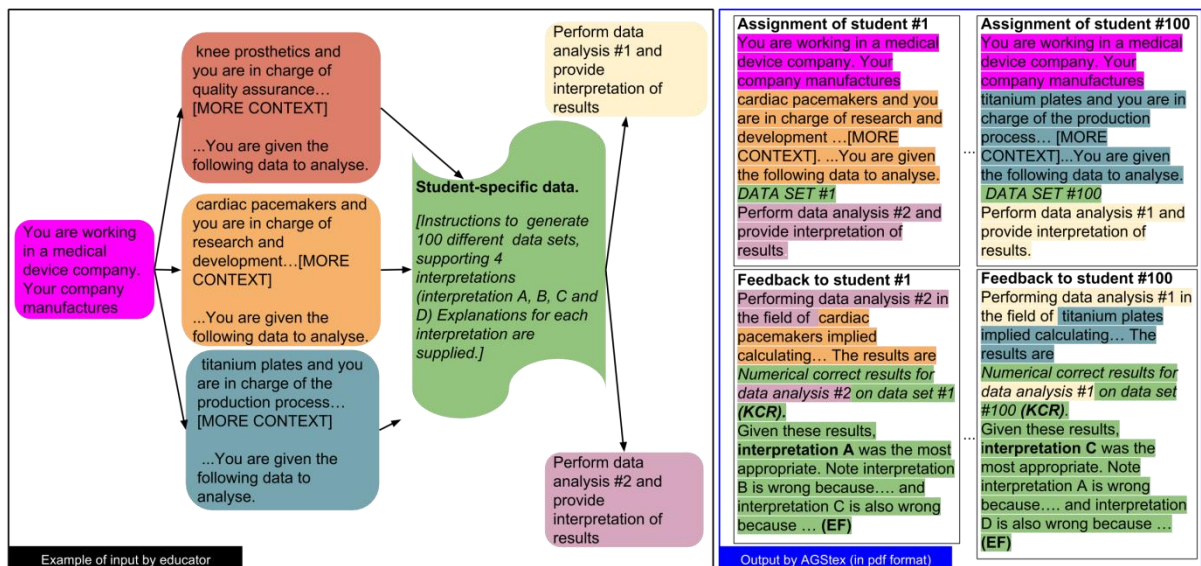 You are working
in a medical
device company.
Your company
manufactures
knee prosthetics and
you are in charge of
quality assurance…
[MORE CONTEXT]
...You are given the
following data to analyse.
cardiac pacemakers and
you are in charge of
research and
development…[MORE
CONTEXT]
...You are given the
following data to analyse.
titanium plates and you
are in charge of the
production process…
[MORE CONTEXT]
...You are given the
following data to
analyse.
Student-specific data.
[Instructions to generate
100 different data sets,
supporting 4
interpretations
(interpretation A, B, C and
D) Explanations for each
interpretation are
supplied.]
Perform data
analysis #1 and
provide
interpretation of
results
Perform data
analysis #2 and
provide
interpretation of
results
Example of input by educator
Assignment of student #1
You are working in a medical
device company. Your
company manufactures
cardiac pacemakers and you
are in charge of research and
development …[MORE
CONTEXT]. ...You are given
the following data to analyse.
DATA SET #1
Perform data analysis #2 and
provide interpretation of
results.
...
Assignment of student #100
You are working in a medical
device company. Your
company manufactures
titanium plates and you are in
charge of the production
process… [MORE
CONTEXT]...You are given
the following data to analyse.
DATA SET #100
Perform data analysis #1 and
provide interpretation of
results.
Feedback to student #1
Performing data analysis #2 in
the field of cardiac
pacemakers implied
calculating… The results are
Numerical correct results for
data analysis #2 on data set #1
(KCR).
Given these results,
interpretation A was the most
appropriate. Note interpretation
B is wrong because…. and
interpretation C is also wrong
because … (EF)
...
Feedback to student #100
Performing data analysis #1 in
the field of titanium plates
implied calculating… The
results are
Numerical correct results for
data analysis #1 on data set
#100 (KCR).
Given these results,
interpretation C was the
most appropriate. Note
interpretation A is wrong
because…. and interpretation
D is also wrong because …
(EF)
Output by AGStex (in pdf format)